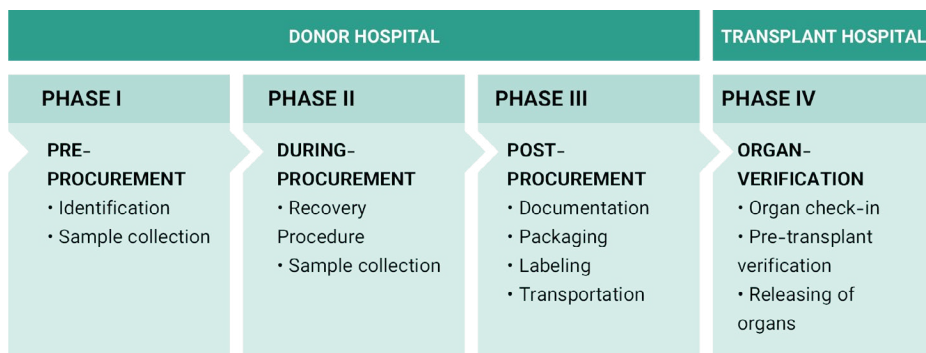 DONOR HOSPITAL
TRANSPLANT HOSPITAL
PHASE I
PRE-
PROCUREMENT
• Identification
• Sample collection
PHASE II
DURING-
PROCUREMENT
• Recovery
Procedure
• Sample collection
PHASE III
POST-
PROCUREMENT
• Documentation
• Packaging
• Labeling
• Transportation
PHASE IV
ORGAN-
VERIFICATION
• Organ check-in
• Pre-transplant
verification
• Releasing of
organs